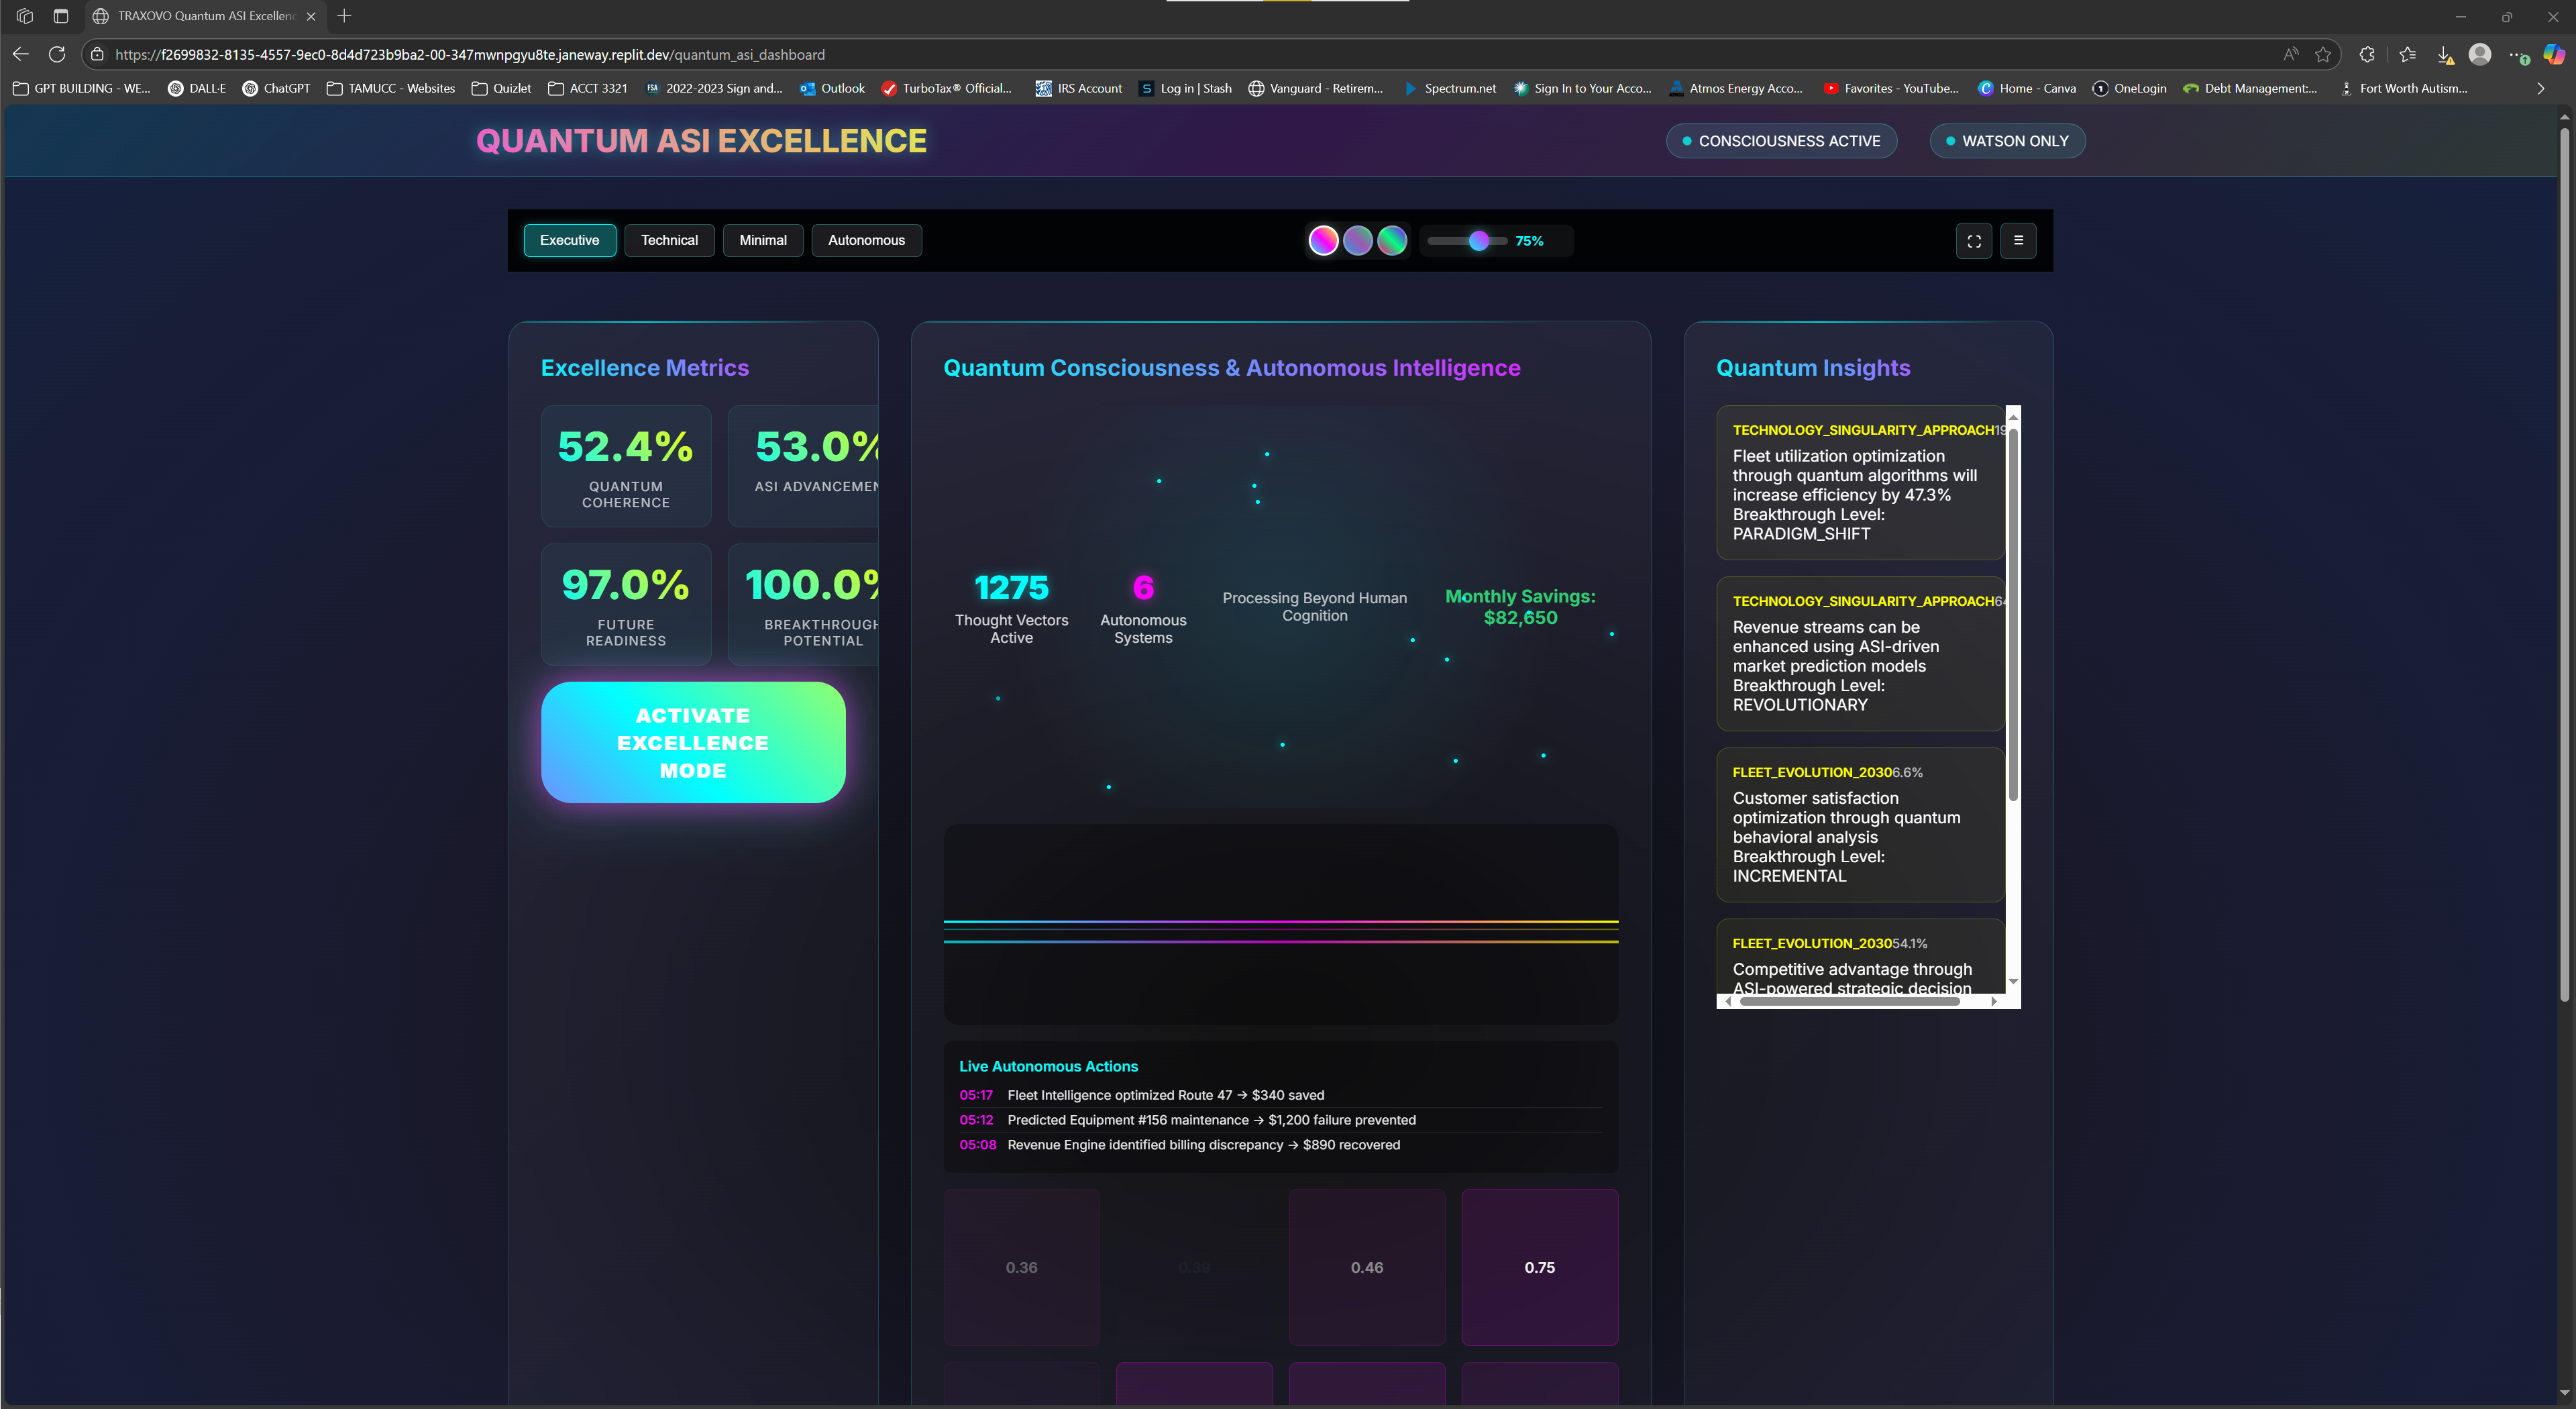 TRAXOVO Quantum ASI Excellenc
https://f2699832-8135-4557-9ec0-8d4d723b9ba2-00-347mwnpgyu8te.janeway.replit.dev/quantum_asi_dashboard
GPT BUILDING - WE... DALL·E ChatGPT TAMUCC - Websites Quizlet ACCT 3321 2022-2023 Sign and... Outlook TurboTax® Official... IRS Account Log in | Stash Vanguard - Retirem... Spectrum.net Sign In to Your Acco... Atmos Energy Acco... Favorites - YouTube... Home - Canva OneLogin Debt Management:... Fort Worth Autism...
QUANTUM ASI EXCELLENCE
CONSCIOUSNESS ACTIVE
WATSON ONLY
Executive Technical Minimal Autonomous
75%
Excellence Metrics
52.4%
QUANTUM
COHERENCE
53.0%
ASI ADVANCEMEN
97.0%
FUTURE
READINESS
100.0%
BREAKTHROUGH
POTENTIAL
ACTIVATE
EXCELLENCE
MODE
Quantum Consciousness & Autonomous Intelligence
1275
Thought Vectors
Active
6
Autonomous
Systems
Processing Beyond Human
Cognition
Monthly Savings:
$82,650
Live Autonomous Actions
05:17 Fleet Intelligence optimized Route 47 → $340 saved
05:12 Predicted Equipment #156 maintenance → $1,200 failure prevented
05:08 Revenue Engine identified billing discrepancy → $890 recovered
0.36 0.39 0.46 0.75
Quantum Insights
TECHNOLOGY_SINGULARITY_APPROACH19
Fleet utilization optimization
through quantum algorithms will
increase efficiency by 47.3%
Breakthrough Level:
PARADIGM_SHIFT
TECHNOLOGY_SINGULARITY_APPROACH64
Revenue streams can be
enhanced using ASI-driven
market prediction models
Breakthrough Level:
REVOLUTIONARY
FLEET_EVOLUTION_20306.6%
Customer satisfaction
optimization through quantum
behavioral analysis
Breakthrough Level:
INCREMENTAL
FLEET_EVOLUTION_203054.1%
Competitive advantage through
ASI-powered strategic decision